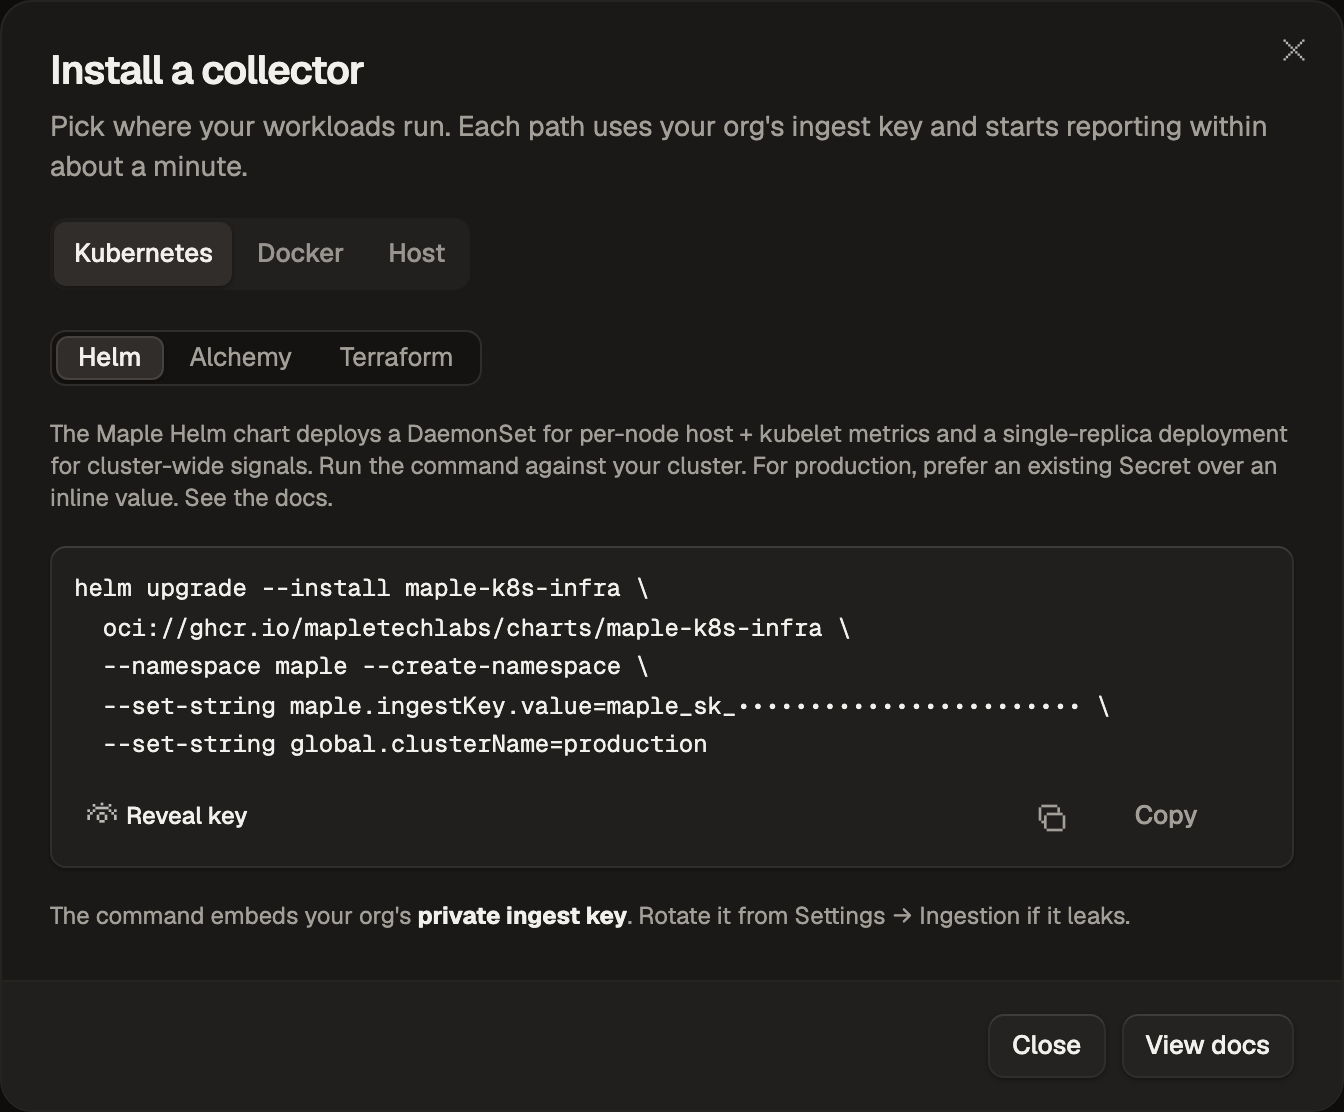 Install a collector
Pick where your workloads run. Each path uses your org's ingest key and starts reporting within
about a minute.
Kubernetes Docker Host
Helm Alchemy Terraform
The Maple Helm chart deploys a DaemonSet for per-node host + kubelet metrics and a single-replica deployment
for cluster-wide signals. Run the command against your cluster. For production, prefer an existing Secret over an
inline value. See the docs.
helm upgrade --install maple-k8s-infra \
  oci://ghcr.io/mapletechlabs/charts/maple-k8s-infra \
  --namespace maple --create-namespace \
  --set-string maple.ingestKey.value=maple_sk_•••••••••••••••••••••••• \
  --set-string global.clusterName=production
Reveal key Copy
The command embeds your org's private ingest key. Rotate it from Settings → Ingestion if it leaks.
Close View docs